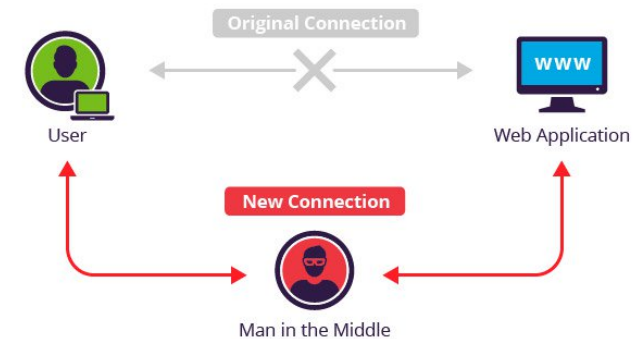 Original Connection
www
User
Web Application
New Connection
Man in the Middle